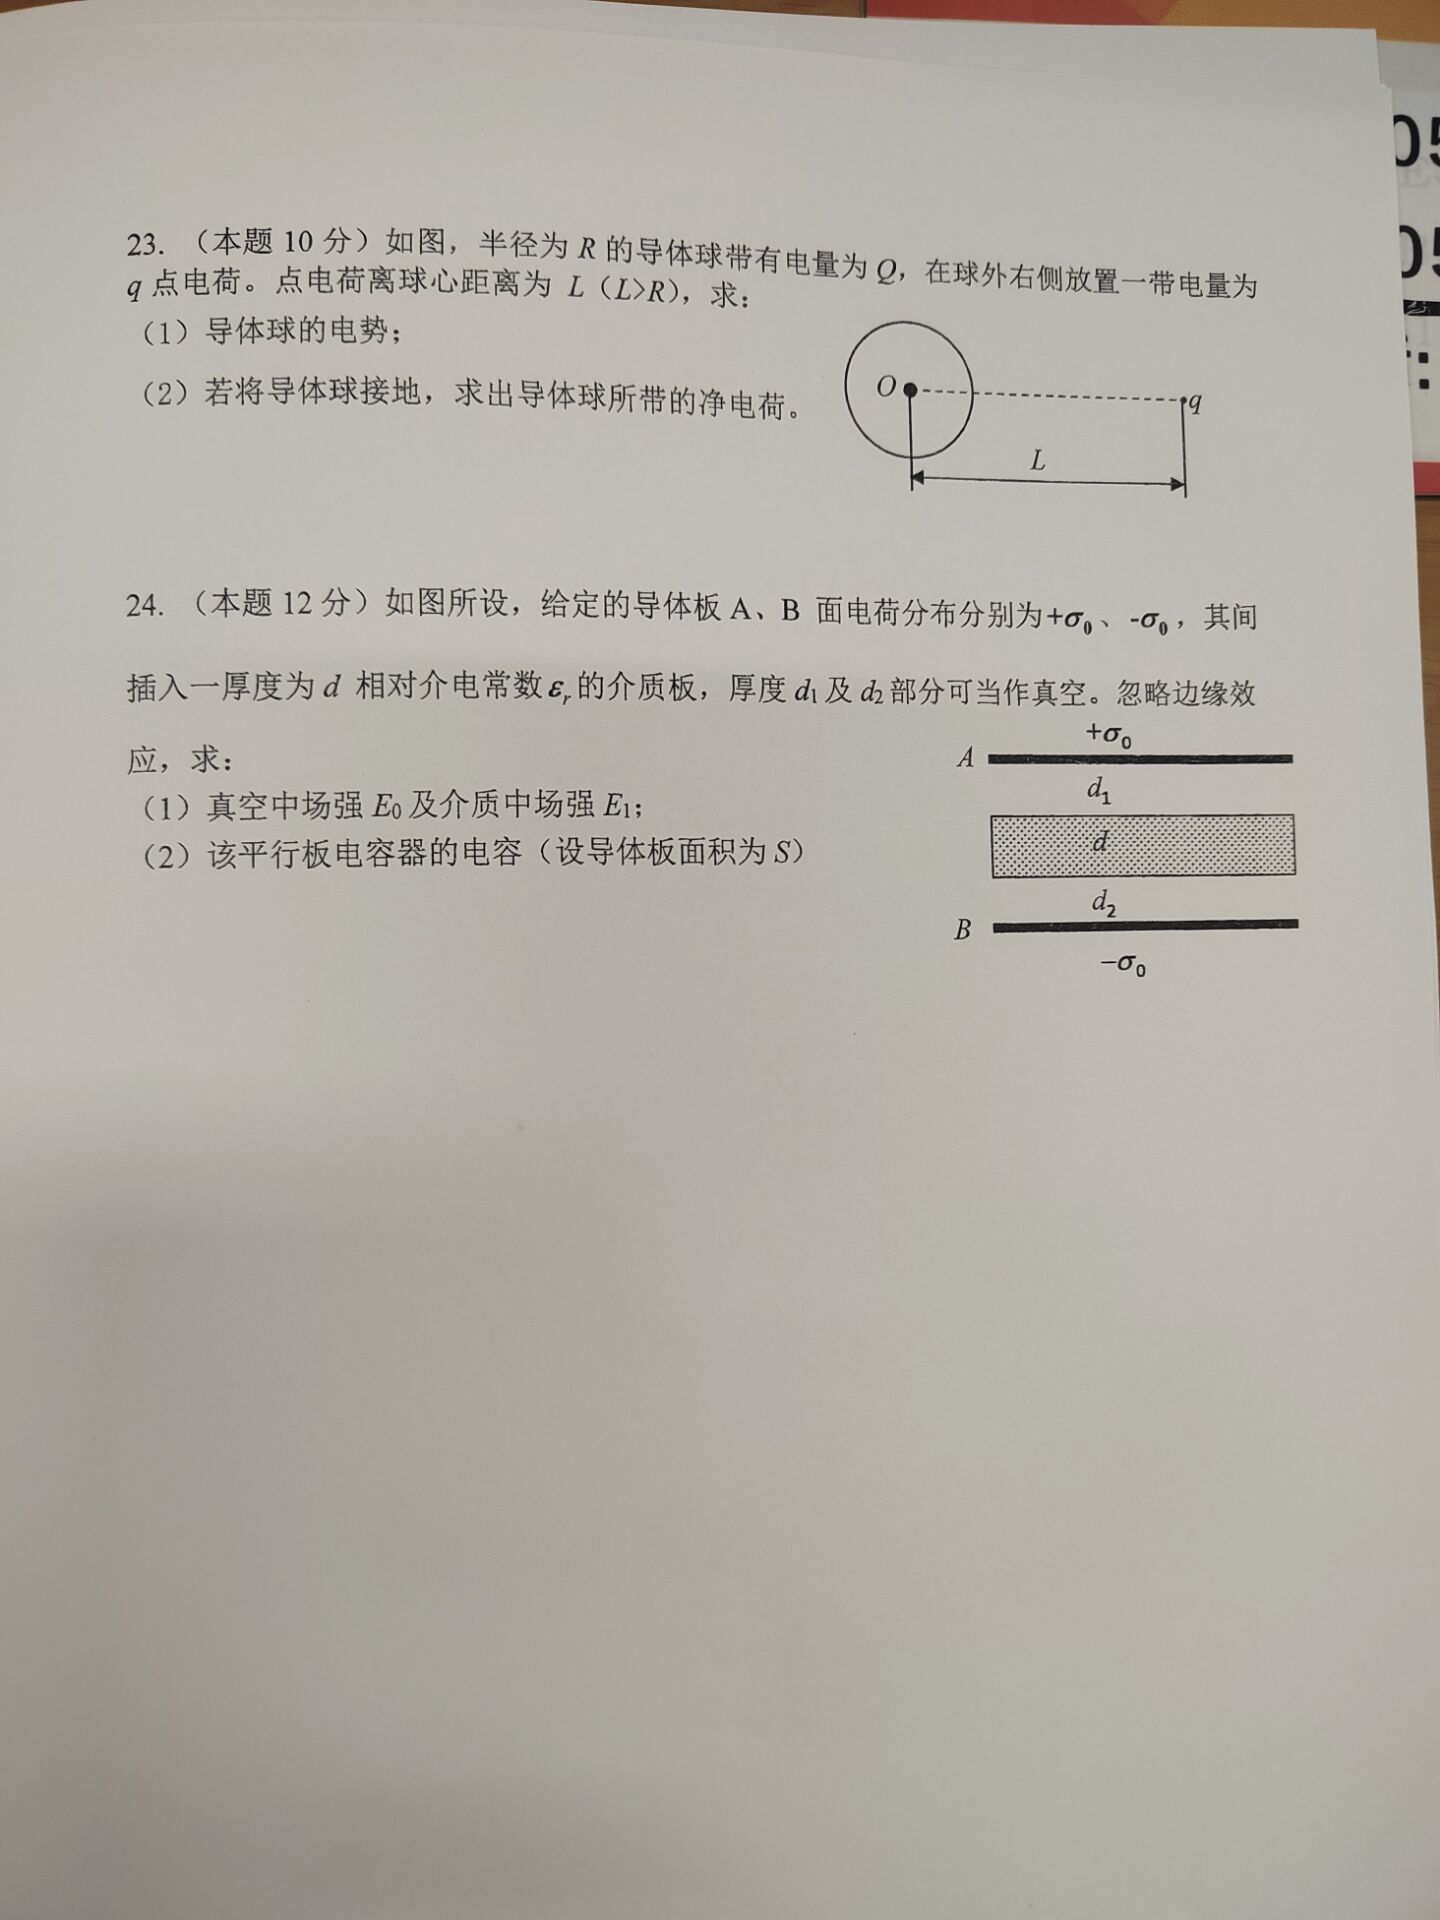 23. （本题 10 分）如图，半径为 R 的导体球带有电量为 Q，在球外右侧放置一带电量为
q 点电荷。点电荷离球心距离为 L（L>R），求：
（1）导体球的电势；
（2）若将导体球接地，求出导体球所带的净电荷。
O
q
L
24. （本题 12 分）如图所设，给定的导体板 A、B 面电荷分布分别为+σ₀、-σ₀，其间
插入一厚度为 d 相对介电常数 εᵣ 的介质板，厚度 d₁ 及 d₂ 部分可当作真空。忽略边缘效
应，求：
（1）真空中场强 E₀ 及介质中场强 E₁；
（2）该平行板电容器的电容（设导体板面积为 S）
+σ₀
A
d₁
d
d₂
B
−σ₀
05
05